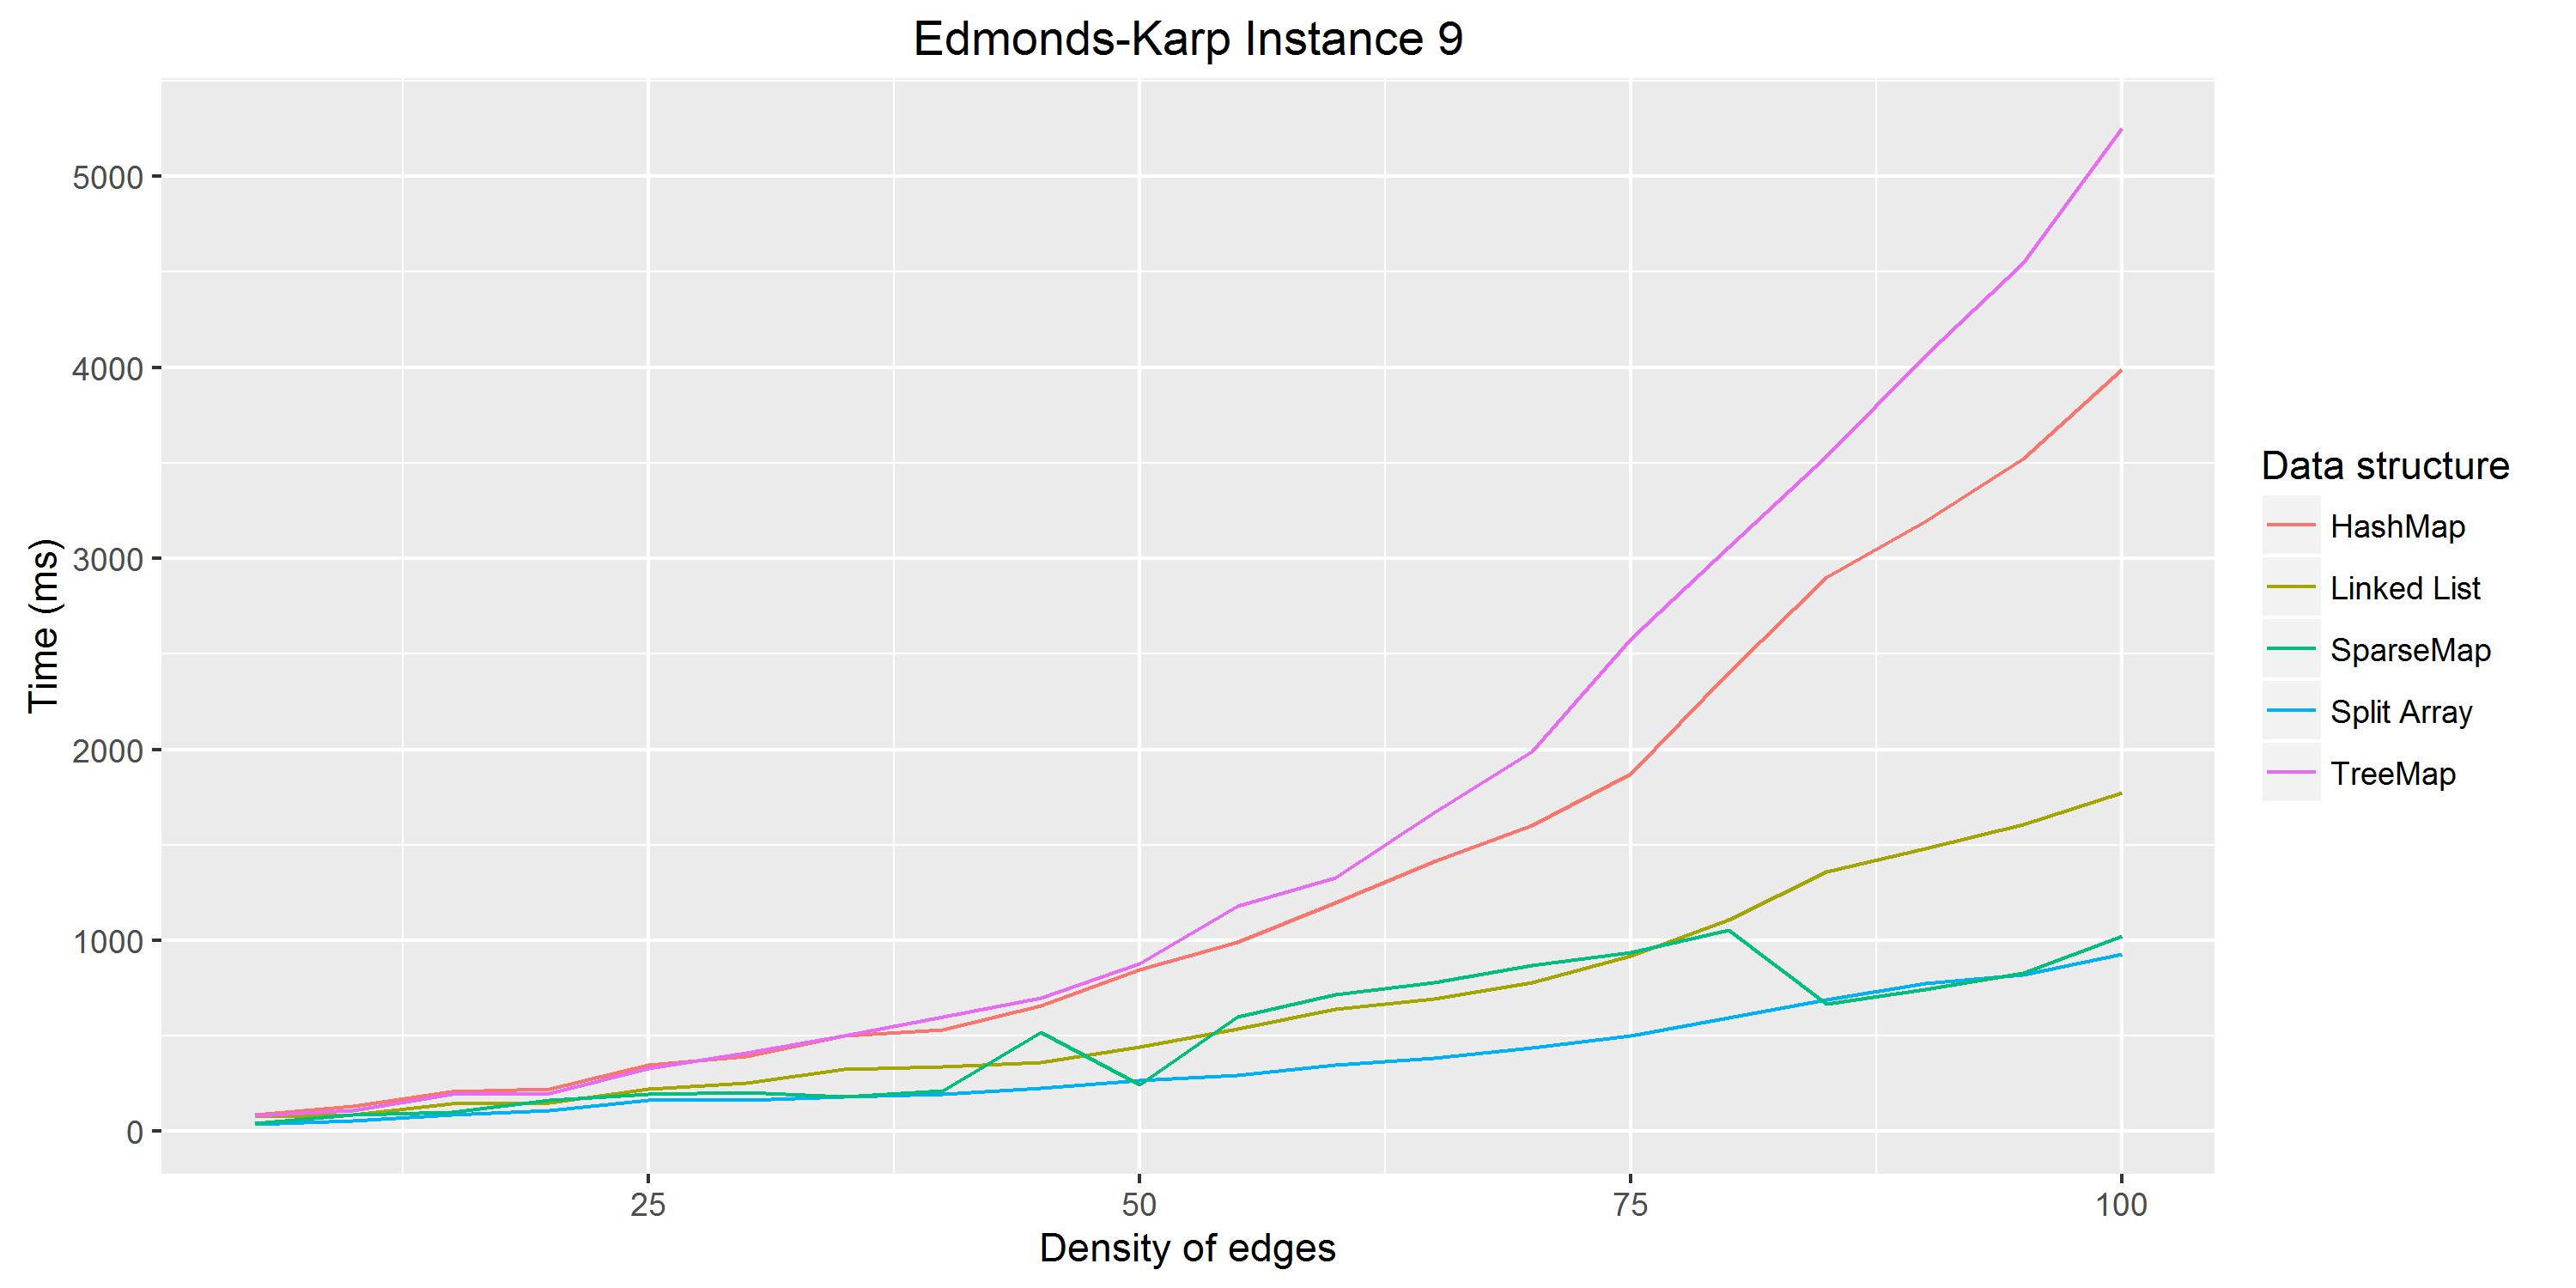 Edmonds-Karp Instance 9
Time (ms)
5000
4000
3000
2000
1000
0
25 50 75 100
Density of edges
Data structure
HashMap
Linked List
SparseMap
Split Array
TreeMap